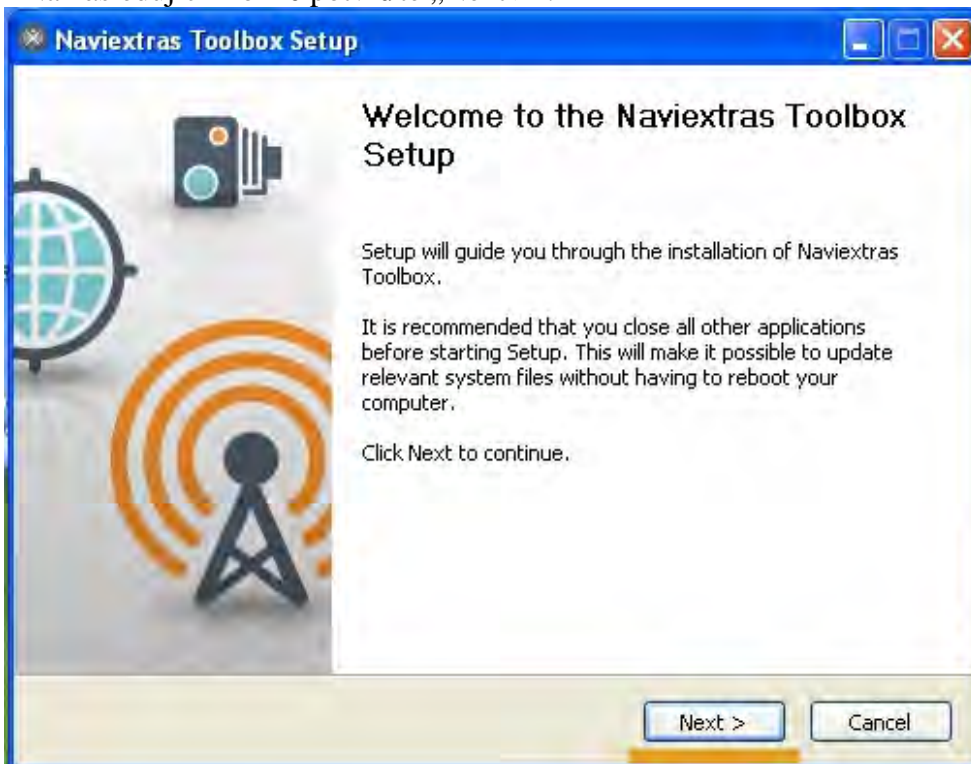 Naviextras Toolbox Setup
Welcome to the Naviextras Toolbox
Setup
Setup will guide you through the installation of Naviextras
Toolbox.
It is recommended that you close all other applications
before starting Setup. This will make it possible to update
relevant system files without having to reboot your
computer.
Click Next to continue.
Next >
Cancel